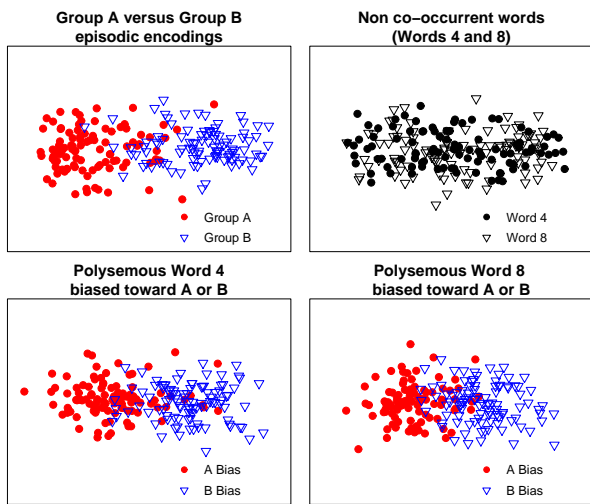 Group A versus Group B
episodic encodings
Group A
Group B
Non co−occurrent words
(Words 4 and 8)
Word 4
Word 8
Polysemous Word 4
biased toward A or B
A Bias
B Bias
Polysemous Word 8
biased toward A or B
A Bias
B Bias